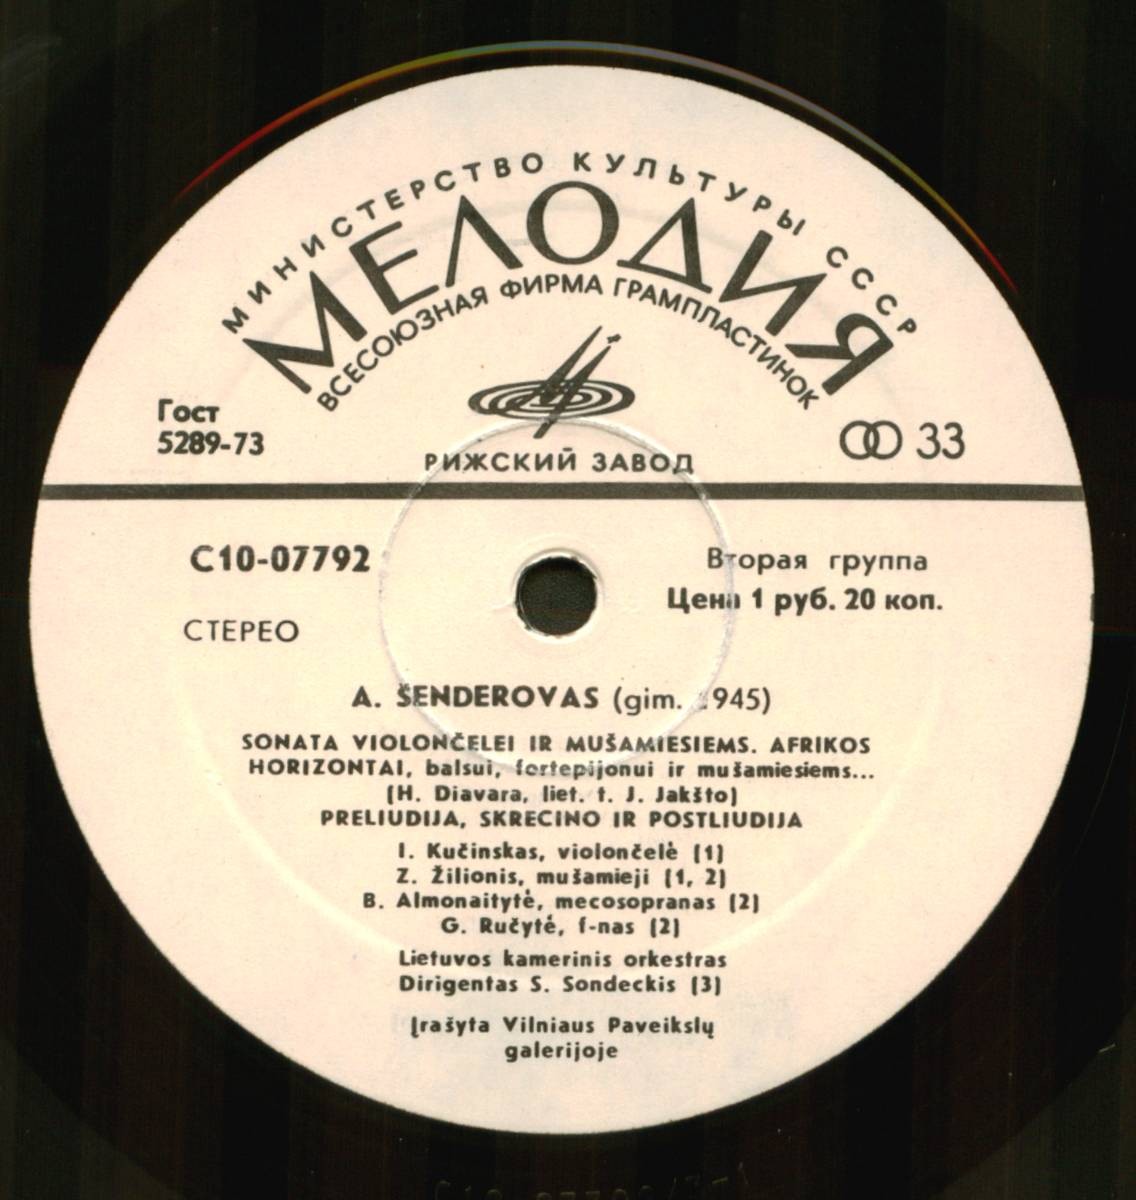 МИНИСТЕРСТВО КУЛЬТУРЫ СССР
МЕЛОДИЯ
ВСЕСОЮЗНАЯ ФИРМА ГРАМПЛАСТИНОК
Гост
5289-73
33
РИЖСКИЙ ЗАВОД
С10-07792
Вторая группа
Цена 1 руб. 20 коп.
СТЕРЕО
A. ŠENDEROVAS (gim. 1945)
SONATA VIOLONČELEI IR MUŠAMIESIEMS. AFRIKOS
HORIZONTAI, balsui, fortepijonui ir mušamiesiems...
(H. Diavara, liet. t. J. Jakšto)
PRELIUDIJA, SKRECINO IR POSTLIUDIJA
I. Kučinskas, violončelė (1)
Z. Žilionis, mušamieji (1, 2)
B. Almonaitytė, mecosopranas (2)
G. Ručytė, f-nas (2)
Lietuvos kamerinis orkestras
Dirigentas S. Sondeckis (3)
Įrašyta Vilniaus Paveikslų
galerijoje